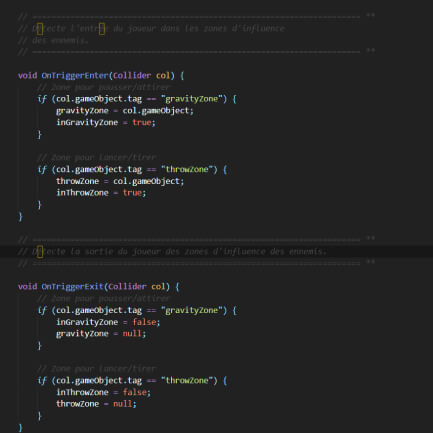 // ================================================================== **
// Détecte l'entrée du joueur dans les zones d'influence
// des ennemis.
// ================================================================== **
void OnTriggerEnter(Collider col) {
// Zone pour pousser/attirer
if (col.gameObject.tag == "gravityZone") {
gravityZone = col.gameObject;
inGravityZone = true;
}
// Zone pour lancer/tirer
if (col.gameObject.tag == "throwZone") {
throwZone = col.gameObject;
inThrowZone = true;
}
}
// ================================================================== **
// Détecte la sortie du joueur des zones d'influence des ennemis.
// ================================================================== **
void OnTriggerExit(Collider col) {
// Zone pour pousser/attirer
if (col.gameObject.tag == "gravityZone") {
inGravityZone = false;
gravityZone = null;
}
// Zone pour lancer/tirer
if (col.gameObject.tag == "throwZone") {
inThrowZone = false;
throwZone = null;
}
}